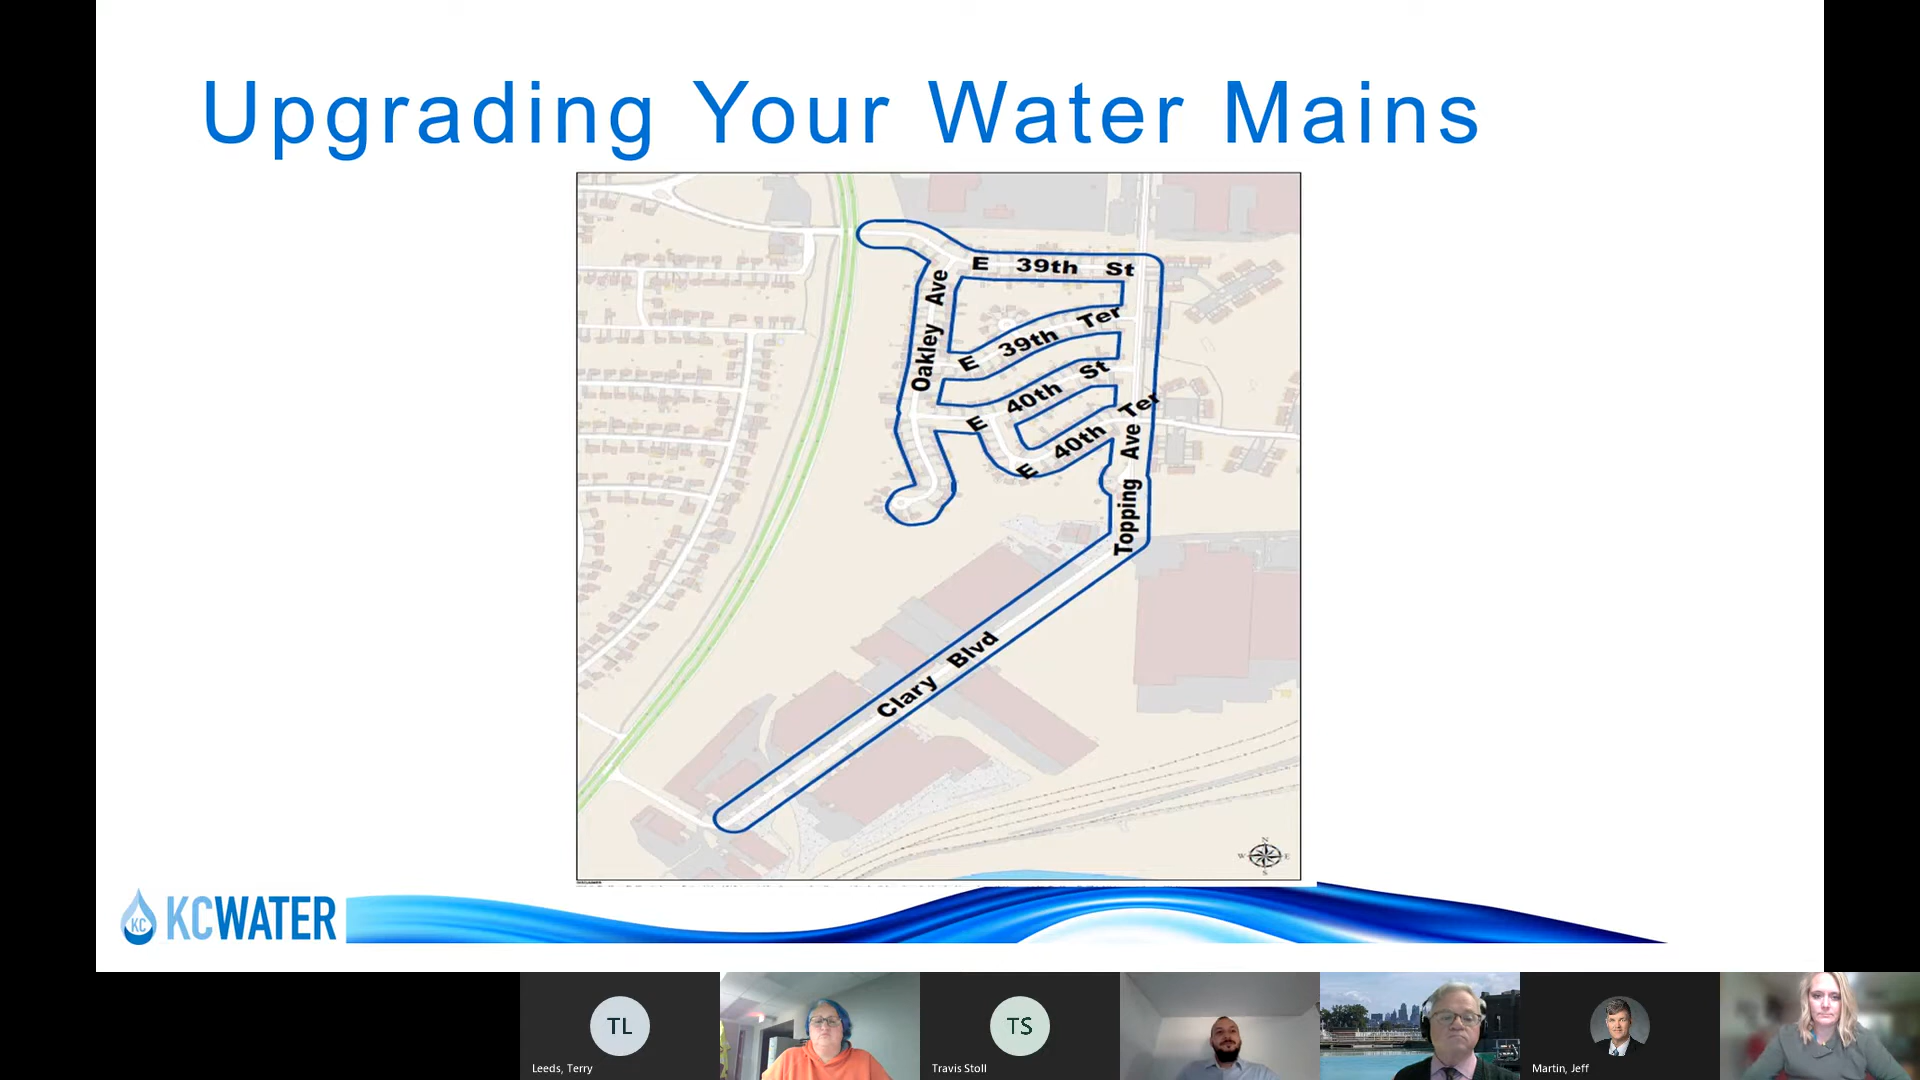 Upgrading Your Water Mains
E 39th St
Oakley Ave
E 39th Ter
E 40th St
E 40th Ter
Topping Ave
Clary Blvd
N
W E
S
KC
KCWATER
TL
TS
Leeds, Terry
Travis Stoll
Martin, Jeff